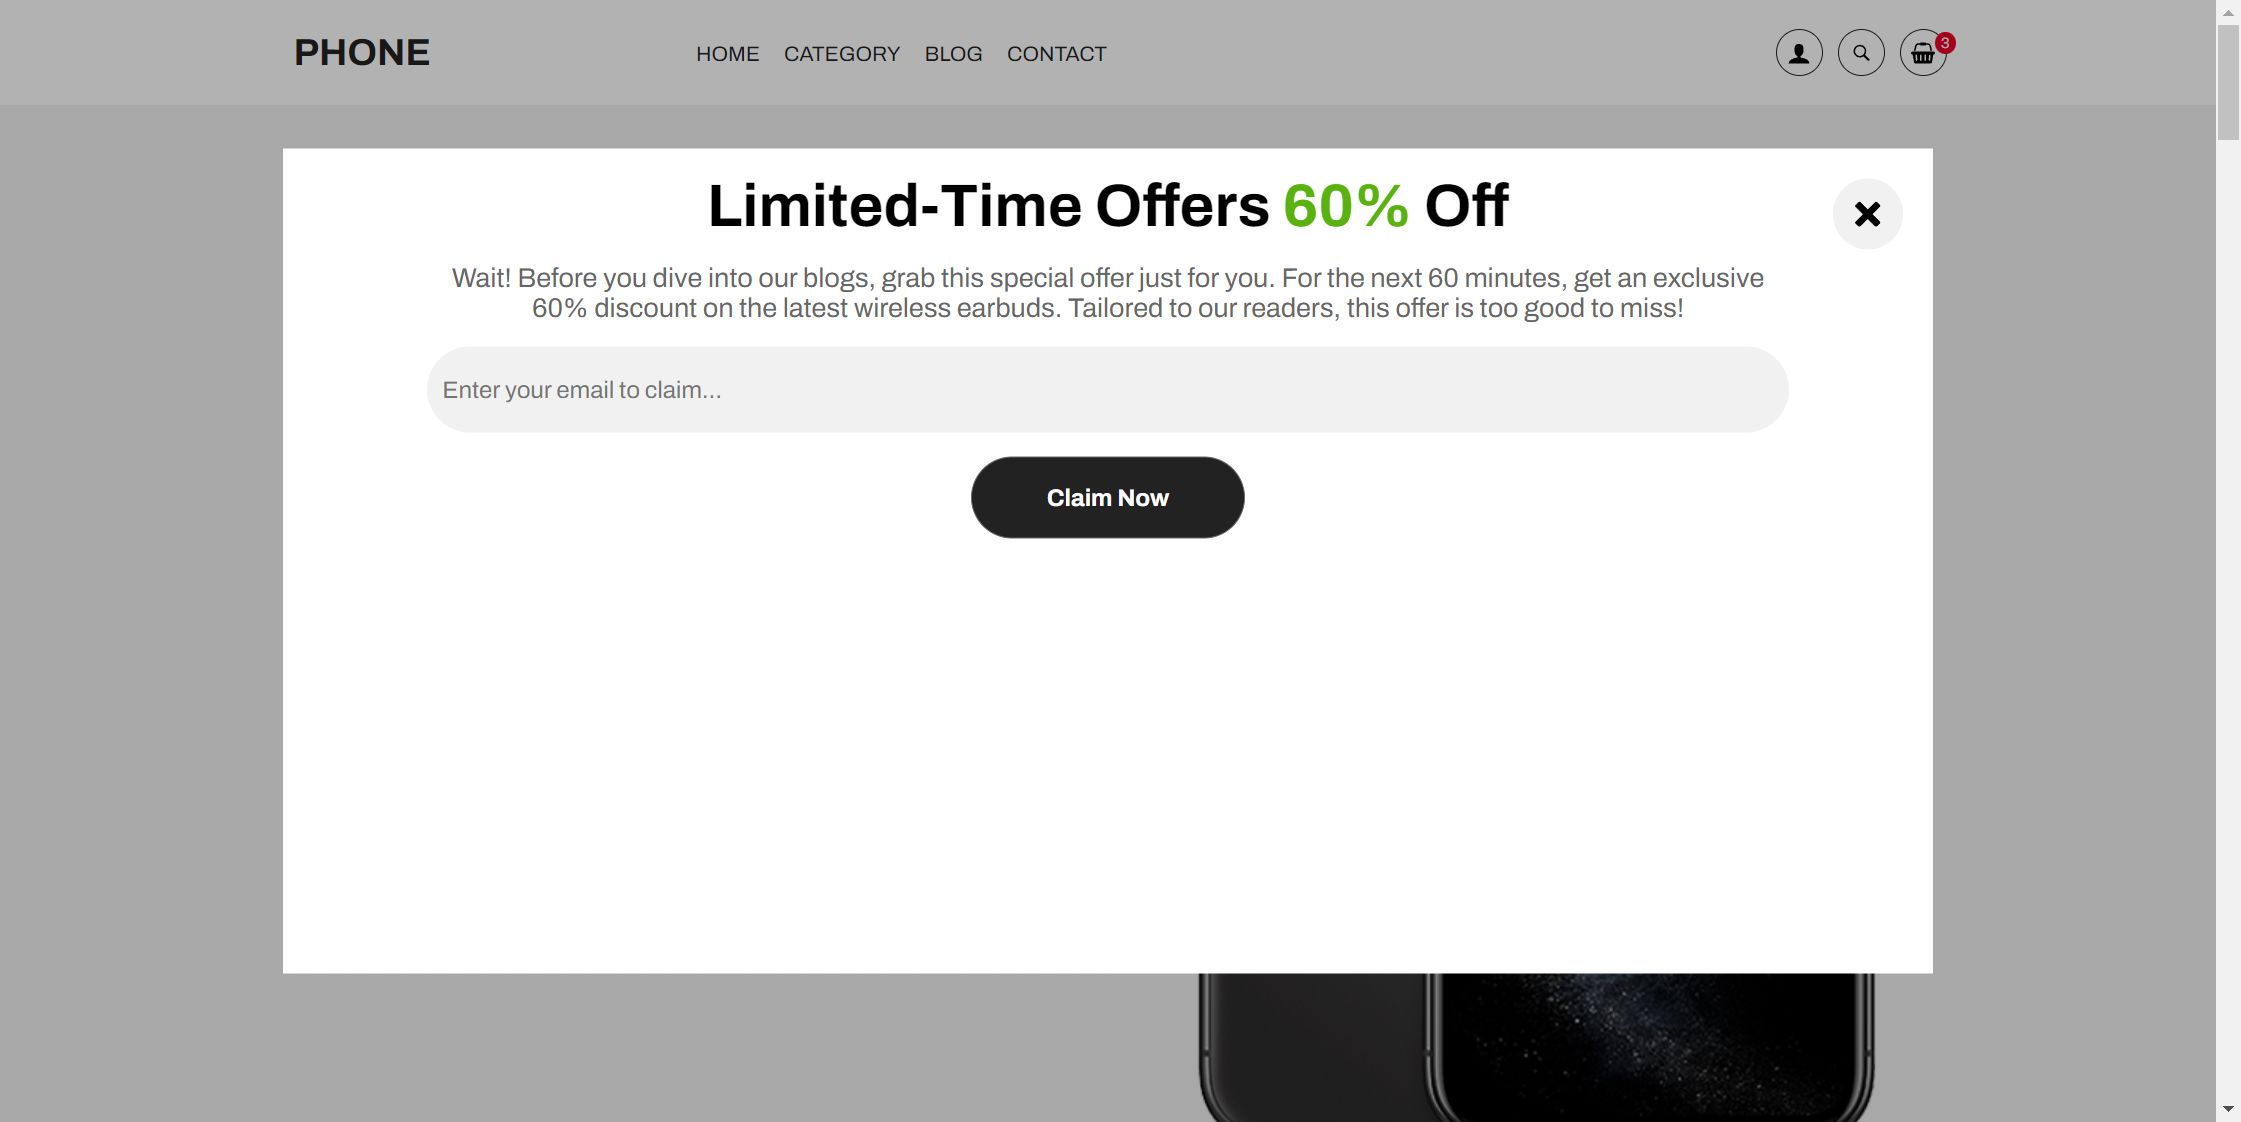 PHONE
HOME CATEGORY BLOG CONTACT
3
Limited-Time Offers 60% Off
Wait! Before you dive into our blogs, grab this special offer just for you. For the next 60 minutes, get an exclusive
60% discount on the latest wireless earbuds. Tailored to our readers, this offer is too good to miss!
Enter your email to claim...
Claim Now